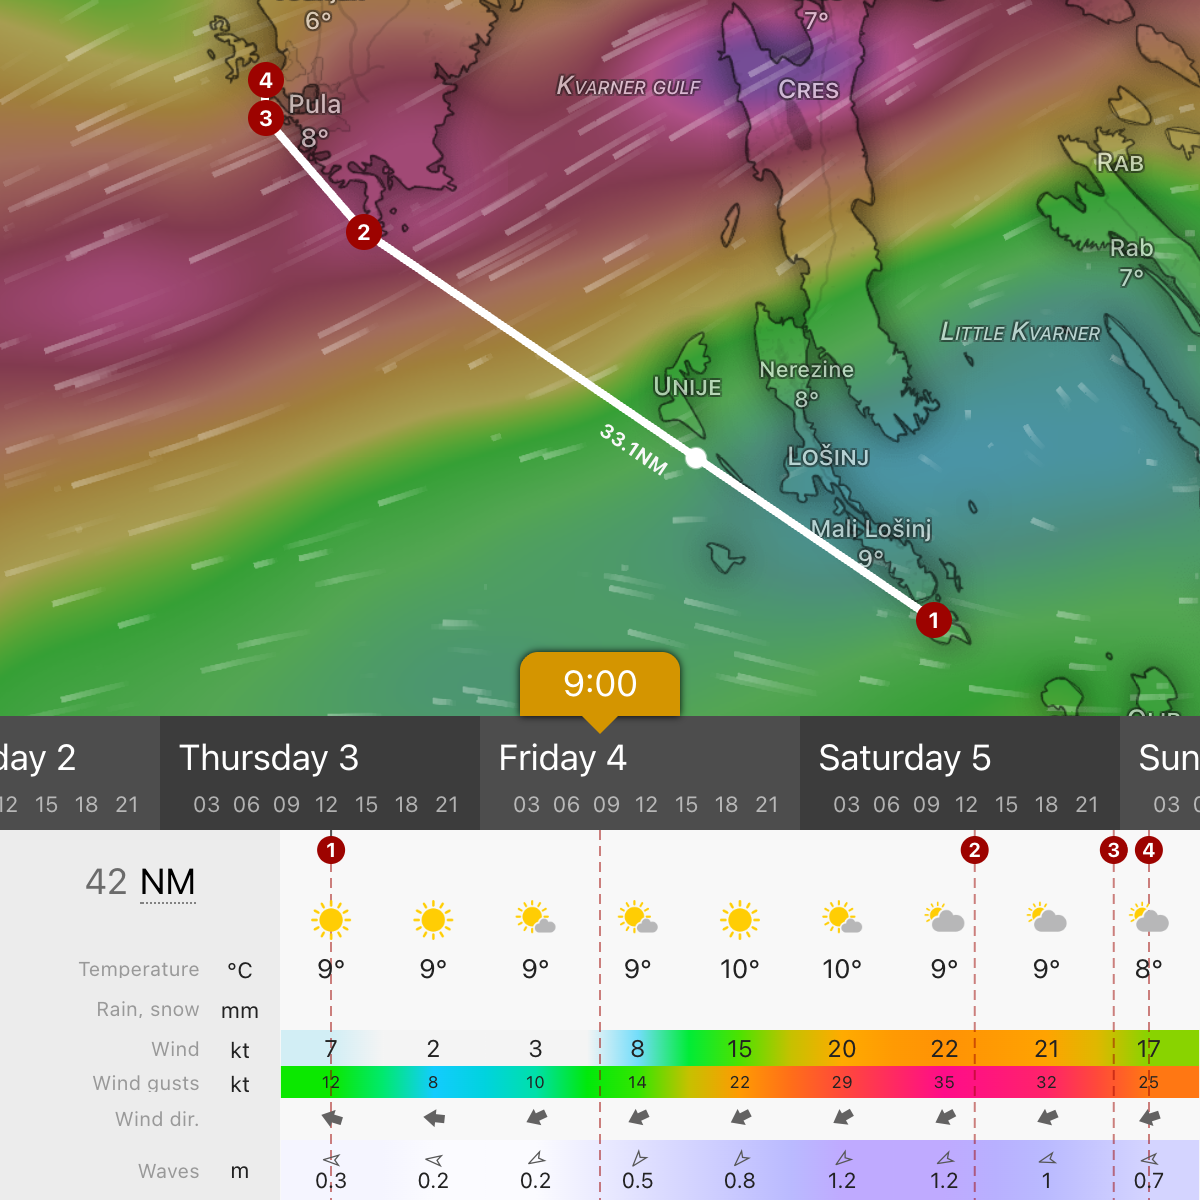 6°
7°
4
KVARNER GULF
CRES
Pula
3
8°
RAB
2
Rab
7°
LITTLE KVARNER
Nerezine
UNIJE
8°
33.1NM
LOŠINJ
Mali Lošinj
9°
1
9:00
day 2
Thursday 3
Friday 4
Saturday 5
Sun
12 15 18 21 03 06 09 12 15 18 21 03 06 09 12 15 18 21 03 06 09 12 15 18 21 03
1 2 3 4
42 NM
Temperature °C 9° 9° 9° 9° 10° 10° 9° 9° 8°
Rain, snow mm
Wind kt 7 2 3 8 15 20 22 21 17
Wind gusts kt 12 8 10 14 22 29 35 32 25
Wind dir.
Waves m 0.3 0.2 0.2 0.5 0.8 1.2 1.2 1 0.7